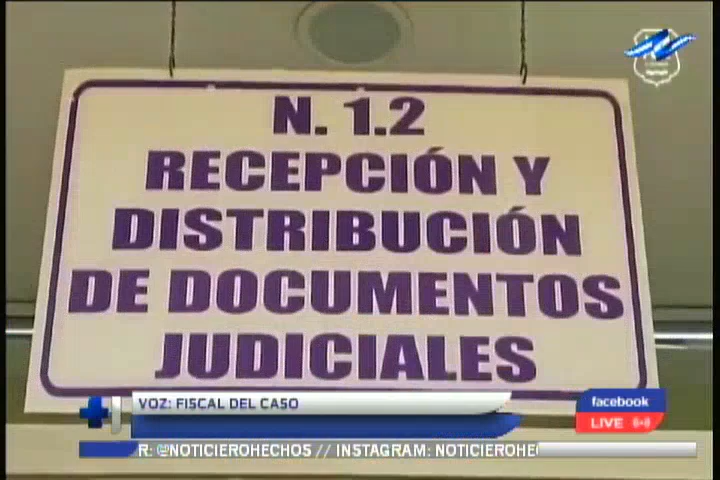 N. 1.2
RECEPCIÓN Y
DISTRIBUCIÓN
DE DOCUMENTOS
JUDICIALES
VOZ: FISCAL DEL CASO
facebook
LIVE
R: @NOTICIEROHECHOS // INSTAGRAM: NOTICIEROHE